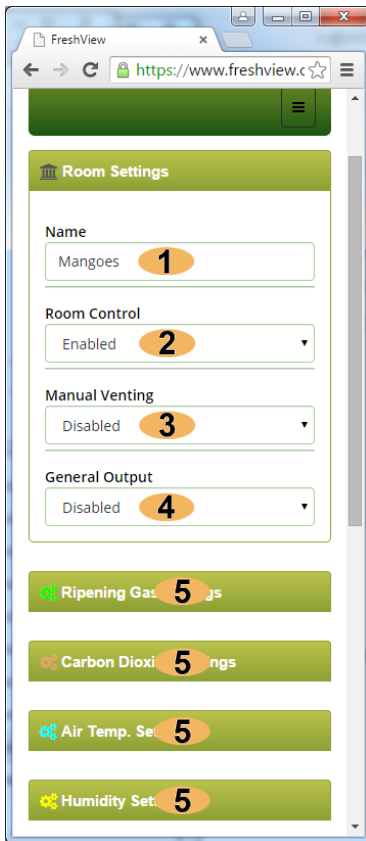 FreshView
https://www.freshview.c
Room Settings
Name
Mangoes 1
Room Control
Enabled 2
Manual Venting
Disabled 3
General Output
Disabled 4
Ripening Gas 5 gs
Carbon Dioxi 5 ngs
Air Temp. Se 5
Humidity Set 5